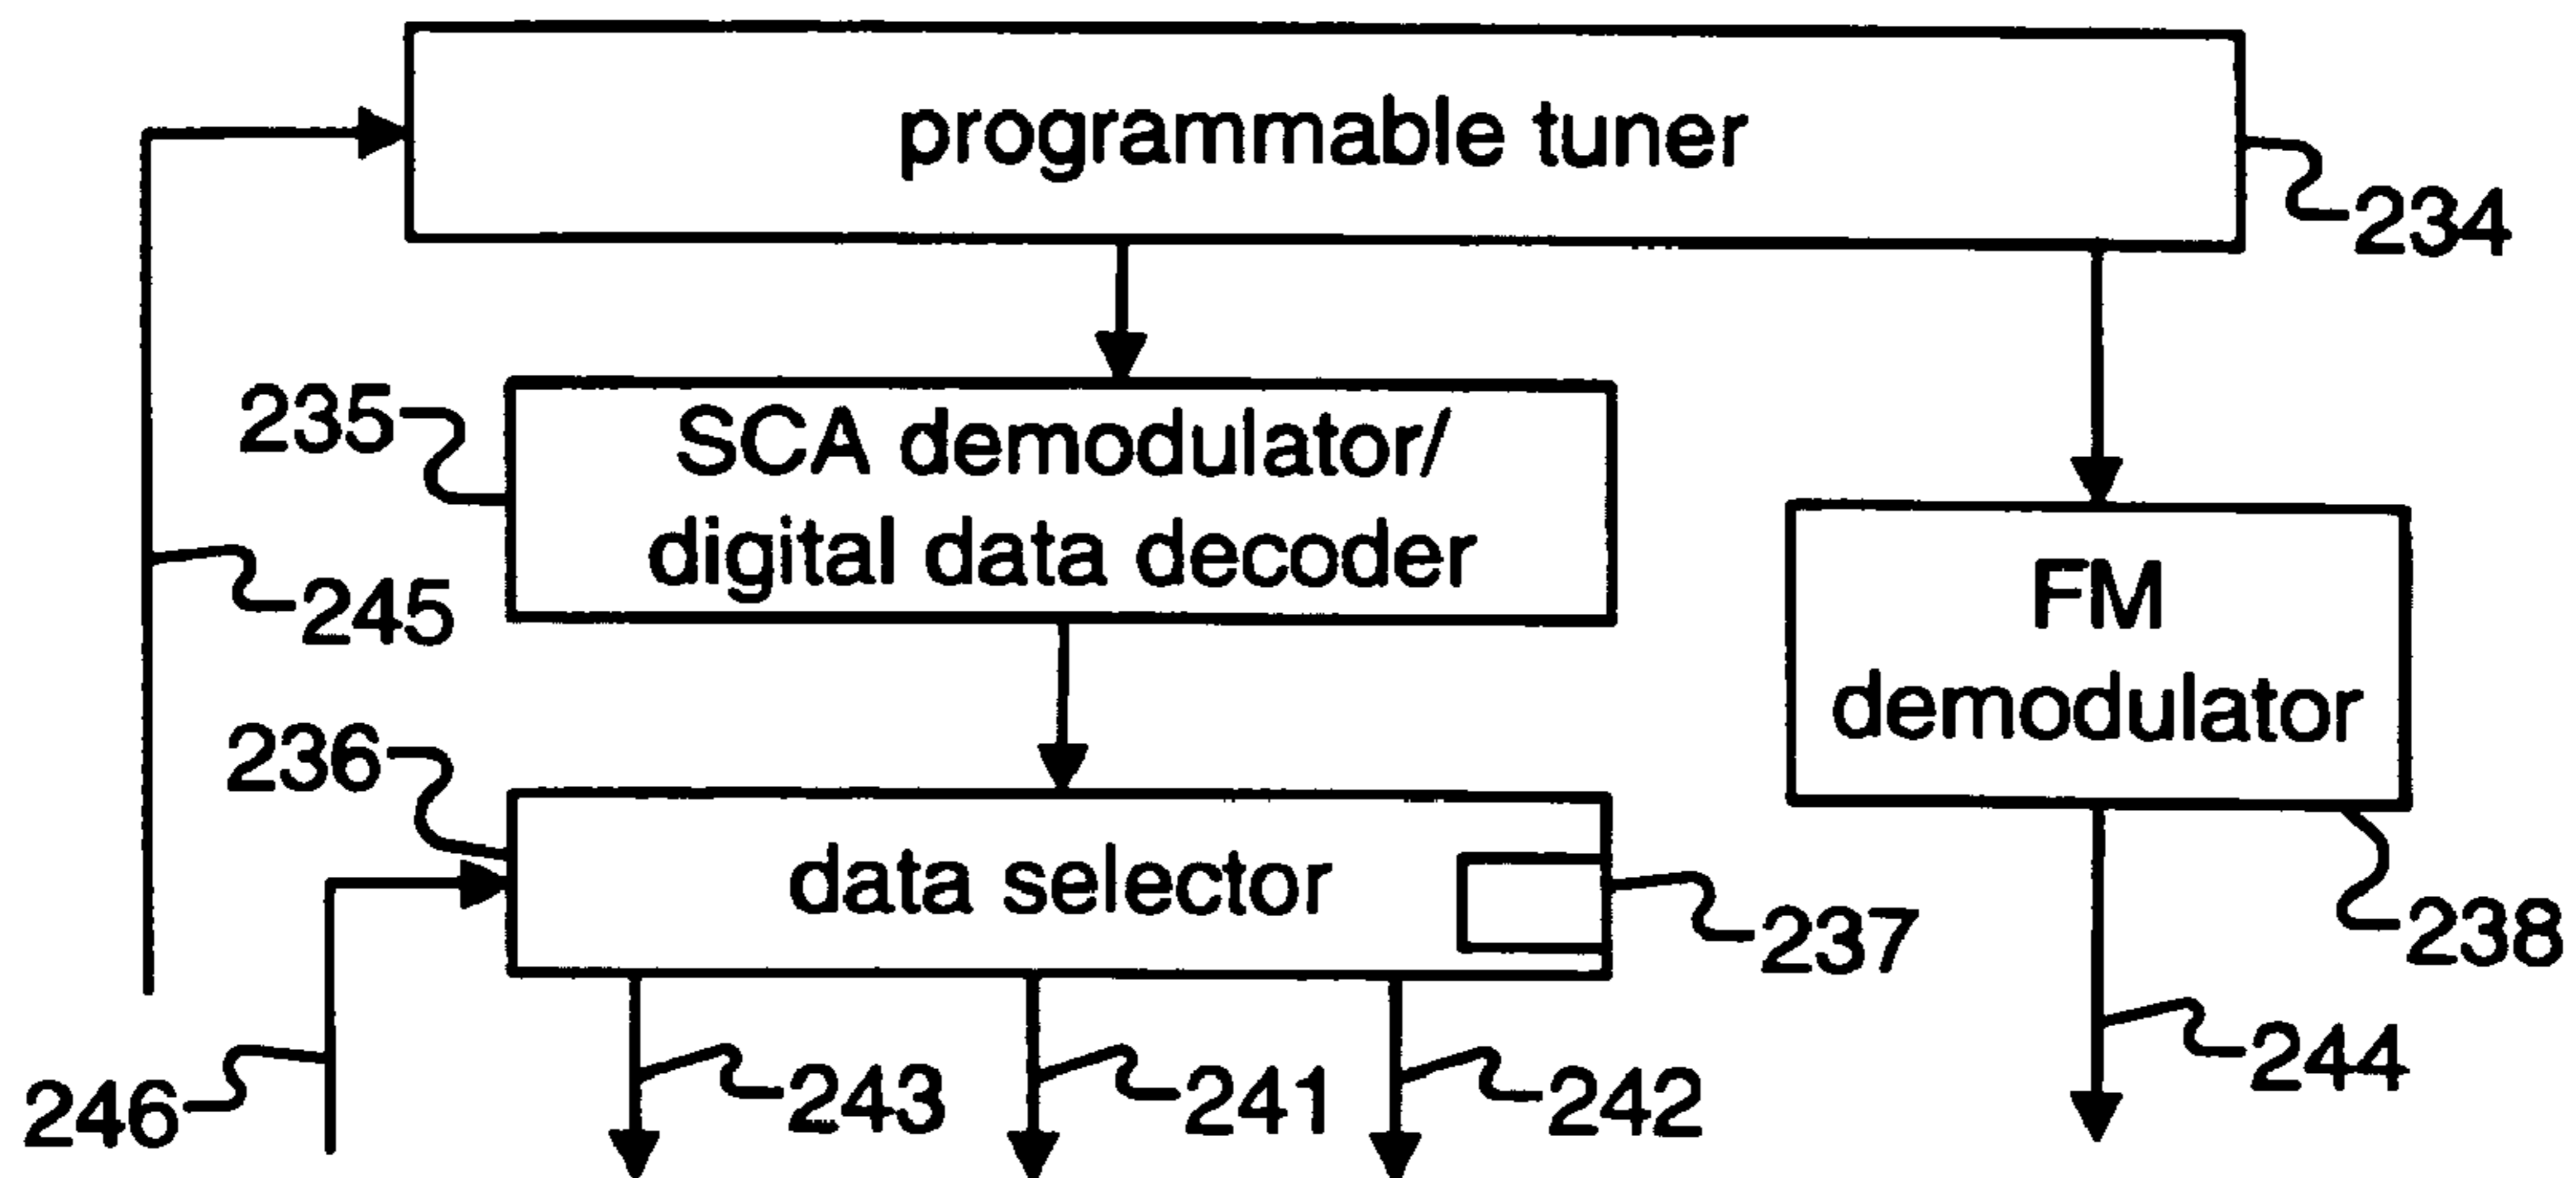 programmable tuner
234
235
SCA demodulator/
digital data decoder
245
FM
demodulator
236
data selector
237
238
246
243
241
242
244